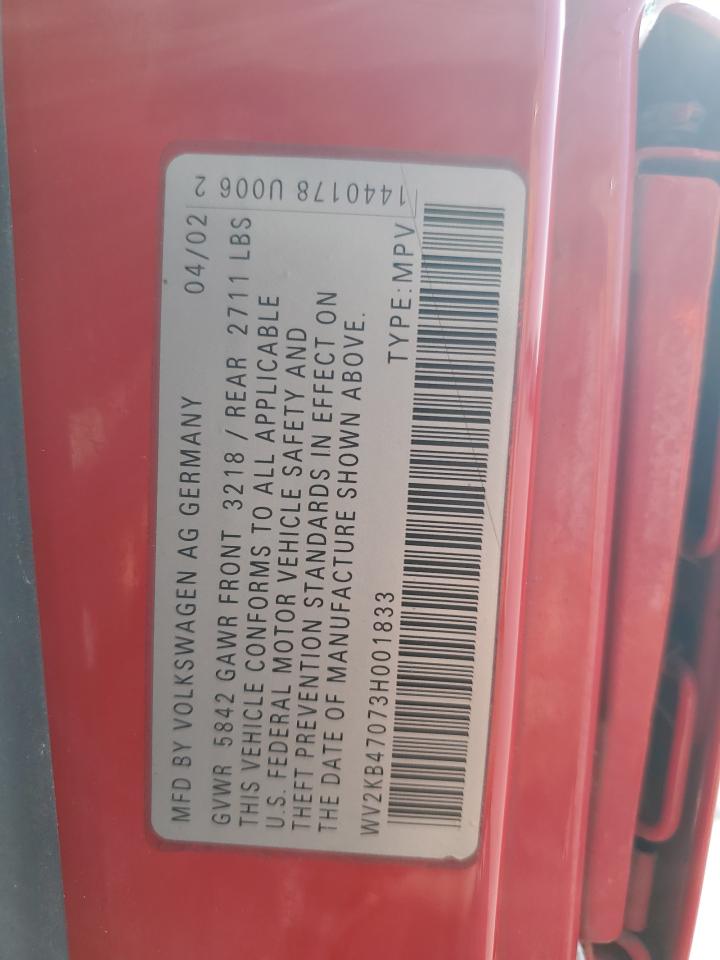 MFD BY VOLKSWAGEN AG GERMANY 04/02
GVWR 5842 GAWR FRONT 3218 / REAR 2711 LBS
THIS VEHICLE CONFORMS TO ALL APPLICABLE
U.S. FEDERAL MOTOR VEHICLE SAFETY AND
THEFT PREVENTION STANDARDS IN EFFECT ON
THE DATE OF MANUFACTURE SHOWN ABOVE.
WV2KB47073H001833 TYPE:MPV
1440178 U006 2